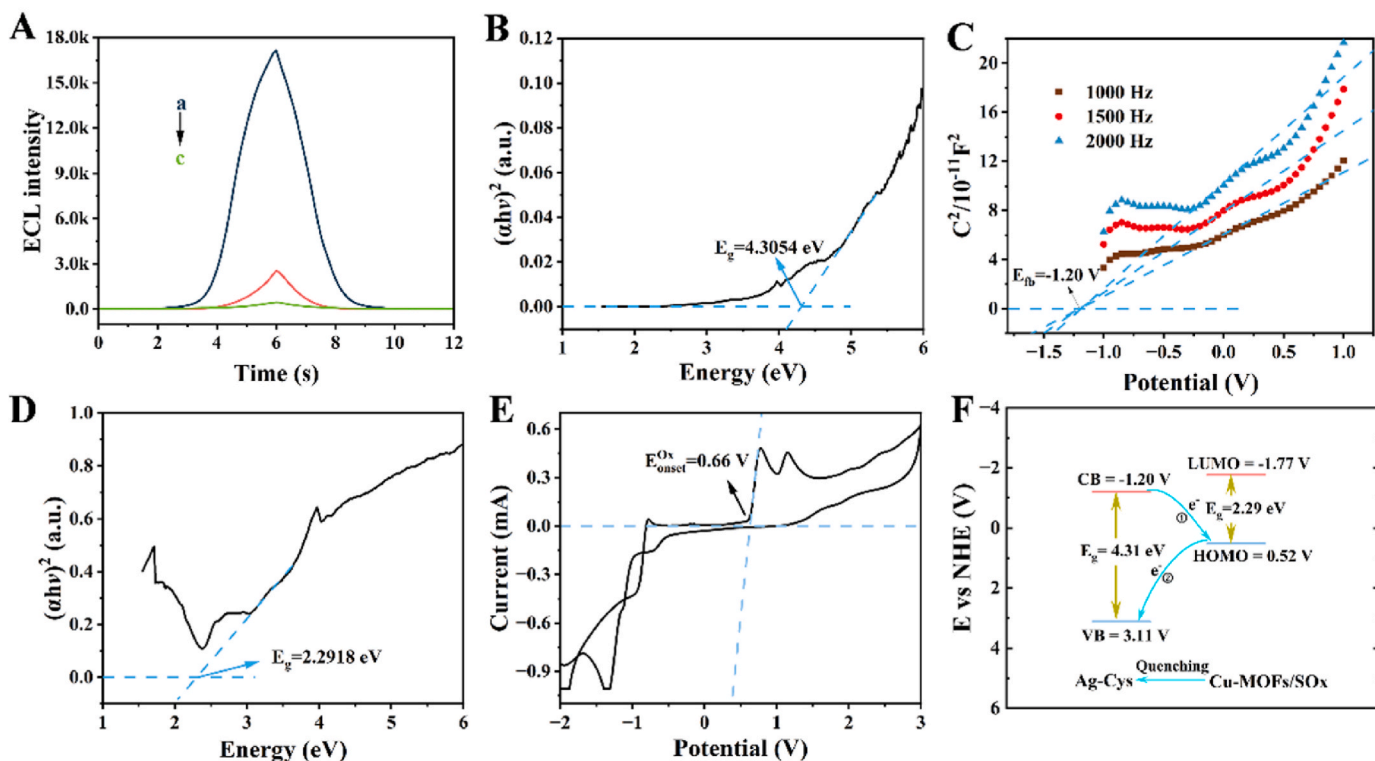 A
18.0k
15.0k
12.0k
9.0k
6.0k
3.0k
0.0
ECL intensity
a
c
0 2 4 6 8 10 12
Time (s)
B
0.12
0.10
0.08
0.06
0.04
0.02
0.00
(αhν)² (a.u.)
Eg=4.3054 eV
1 2 3 4 5 6
Energy (eV)
C
20
16
12
8
4
0
C²/10⁻¹¹F²
1000 Hz
1500 Hz
2000 Hz
Efb=-1.20 V
-1.5 -1.0 -0.5 0.0 0.5 1.0
Potential (V)
D
1.0
0.8
0.6
0.4
0.2
0.0
(αhν)² (a.u.)
Eg=2.2918 eV
1 2 3 4 5 6
Energy (eV)
E
0.6
0.3
0.0
-0.3
-0.6
-0.9
Current (mA)
E Ox onset=0.66 V
-2 -1 0 1 2 3
Potential (V)
F
-4
-2
0
2
4
6
E vs NHE (V)
LUMO = -1.77 V
CB = -1.20 V
e⁻
①
Eg=2.29 eV
HOMO = 0.52 V
Eg = 4.31 eV
e⁻
②
VB = 3.11 V
Quenching
Ag-Cys Cu-MOFs/SOx